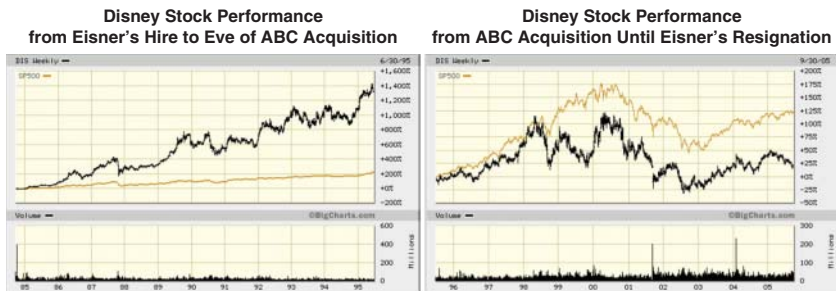 Disney Stock Performance
from Eisner's Hire to Eve of ABC Acquisition
DIS Weekly
6/30/95
SP500
+1,600%
+1,400%
+1,200%
+1,000%
+800%
+600%
+400%
+200%
+0%
-200%
Volume
©BigCharts.com
600
400
200
0
Millions
85 86 87 88 89 90 91 92 93 94 95
Disney Stock Performance
from ABC Acquisition Until Eisner's Resignation
DIS Weekly
9/30/05
SP500
+200%
+175%
+150%
+125%
+100%
+75%
+50%
+25%
+0%
-25%
-50%
Volume
©BigCharts.com
300
200
100
0
Millions
96 97 98 99 00 01 02 03 04 05